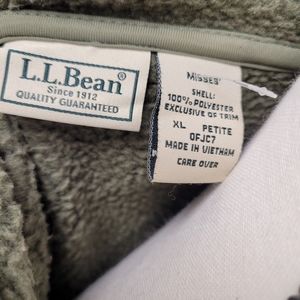 L.L.Bean®
Since 1912
QUALITY GUARANTEED
MISSES'
SHELL:
100% POLYESTER
EXCLUSIVE OF TRIM
XL PETITE
0FJC7
MADE IN VIETNAM
CARE OVER